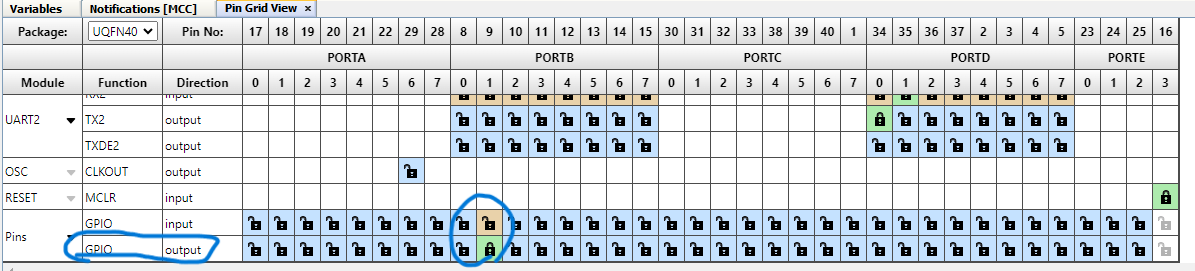 Variables Notifications [MCC] Pin Grid View ×
Package: UQFN40 Pin No: 17 18 19 20 21 22 29 28 8 9 10 11 12 13 14 15 30 31 32 33 38 39 40 1 34 35 36 37 2 3 4 5 23 24 25 16
PORTA PORTB PORTC PORTD PORTE
Module Function Direction 0 1 2 3 4 5 6 7 0 1 2 3 4 5 6 7 0 1 2 3 4 5 6 7 0 1 2 3 4 5 6 7 0 1 2 3
RX2 input
UART2 TX2 output
TXDE2 output
OSC CLKOUT output
RESET MCLR input
Pins GPIO input
GPIO output